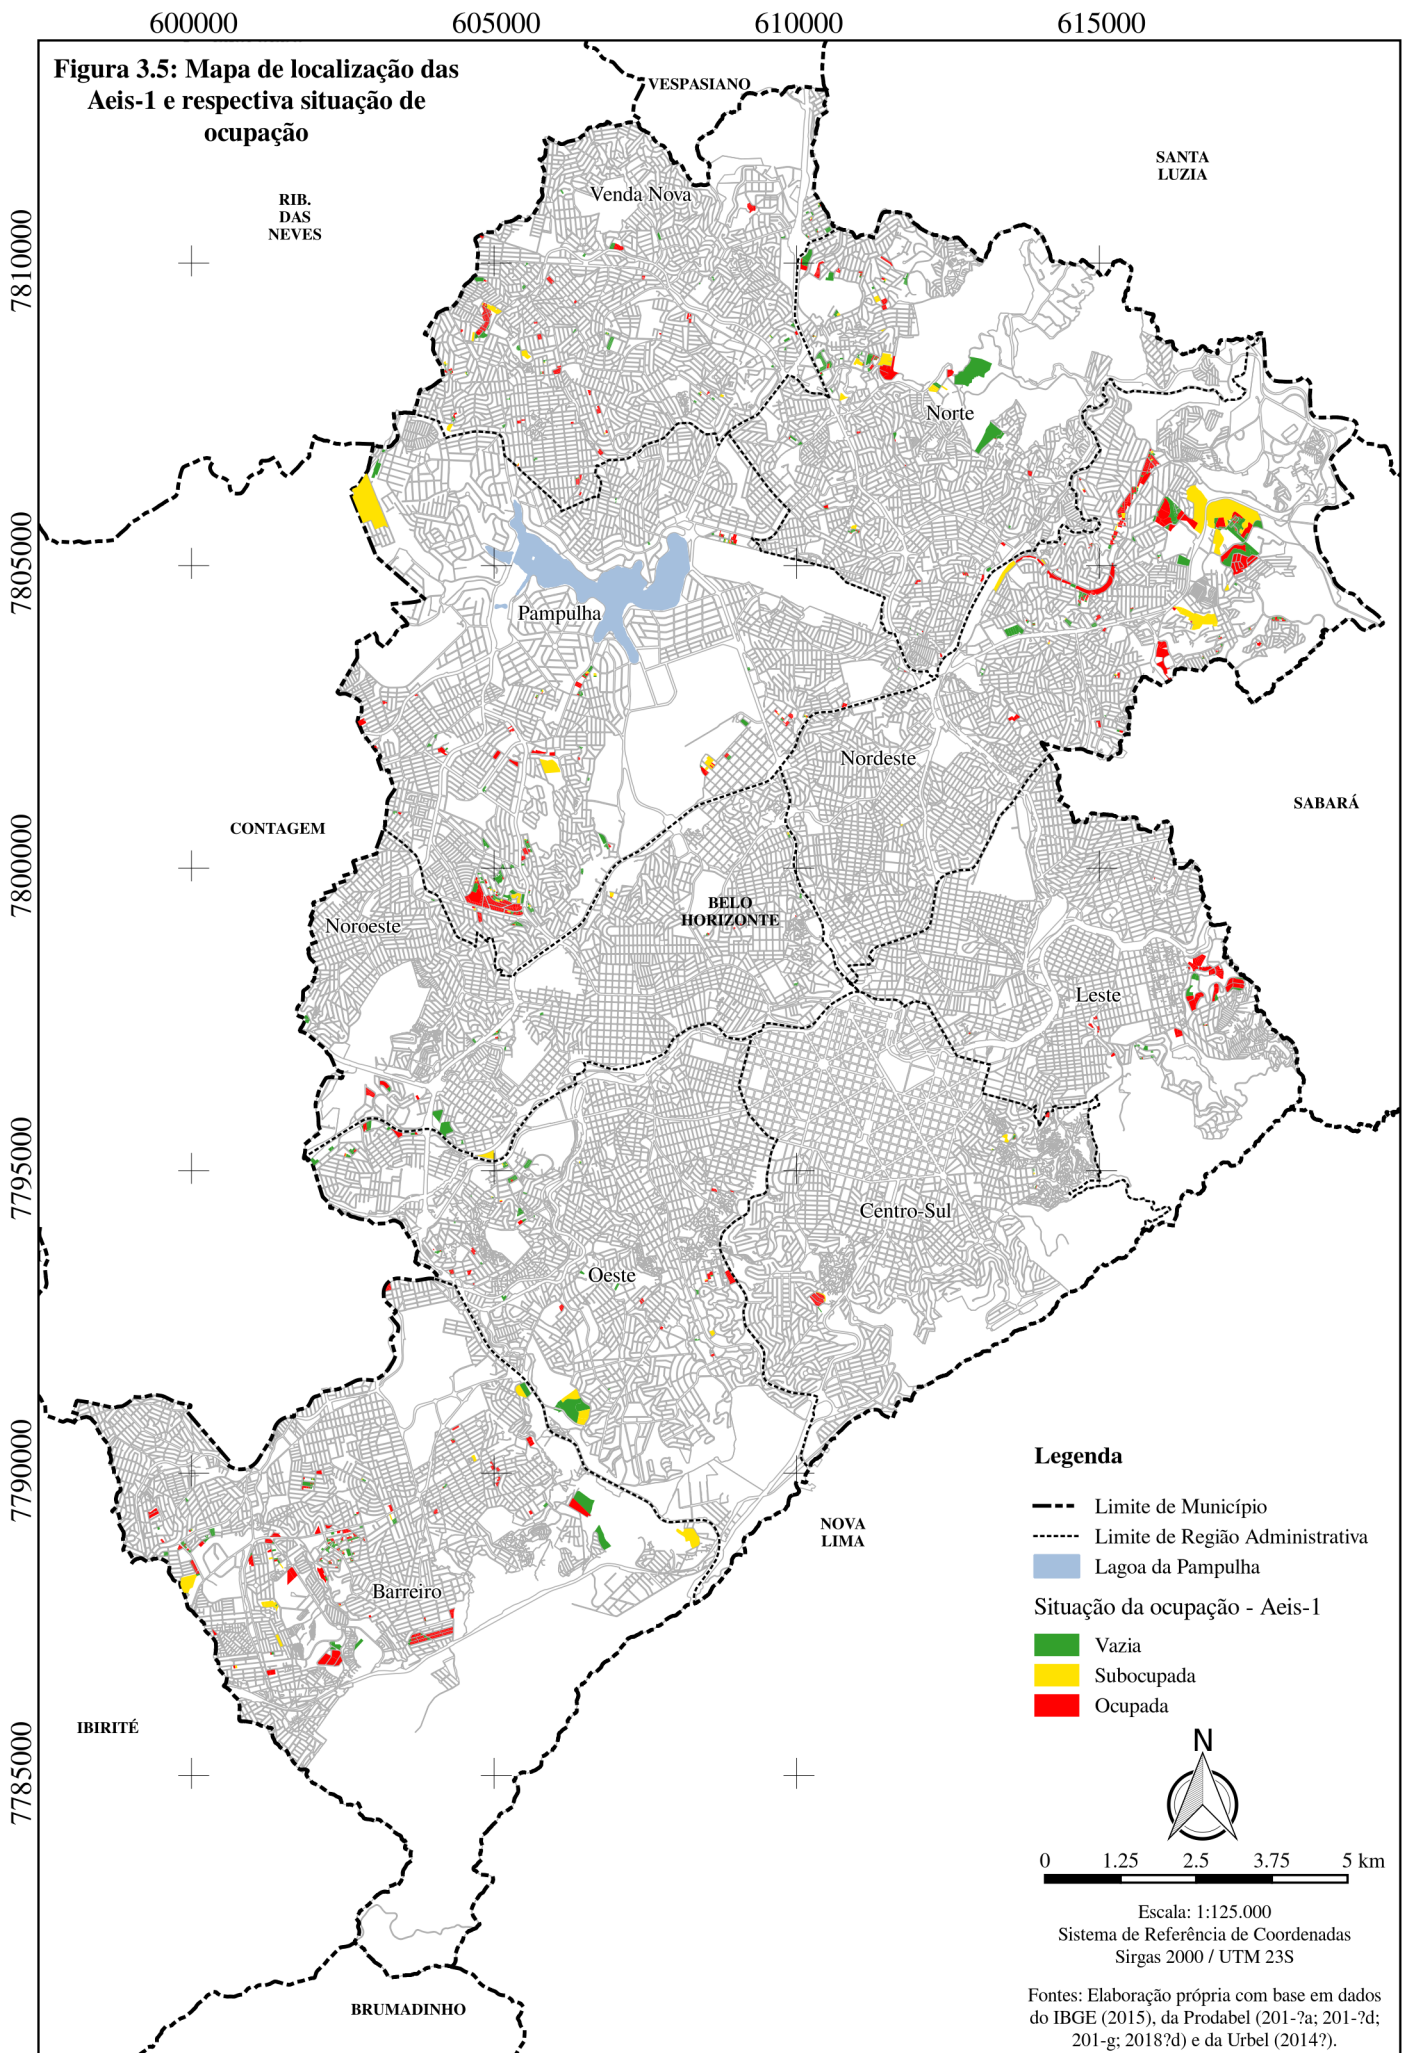 600000 605000 610000 615000
Figura 3.5: Mapa de localização das
Aeis-1 e respectiva situação de
ocupação
VESPASIANO
SANTA
LUZIA
RIB.
DAS
NEVES
Venda Nova
7810000
Norte
7805000
Pampulha
Nordeste
SABARÁ
CONTAGEM
7800000
BELO
HORIZONTE
Noroeste
Leste
7795000
Centro-Sul
Oeste
7790000
NOVA
LIMA
Barreiro
IBIRITÉ
7785000
BRUMADINHO
Legenda
Limite de Município
Limite de Região Administrativa
Lagoa da Pampulha
Situação da ocupação - Aeis-1
Vazia
Subocupada
Ocupada
N
0 1.25 2.5 3.75 5 km
Escala: 1:125.000
Sistema de Referência de Coordenadas
Sirgas 2000 / UTM 23S
Fontes: Elaboração própria com base em dados
do IBGE (2015), da Prodabel (201-?a; 201-?d;
201-g; 2018?d) e da Urbel (2014?).